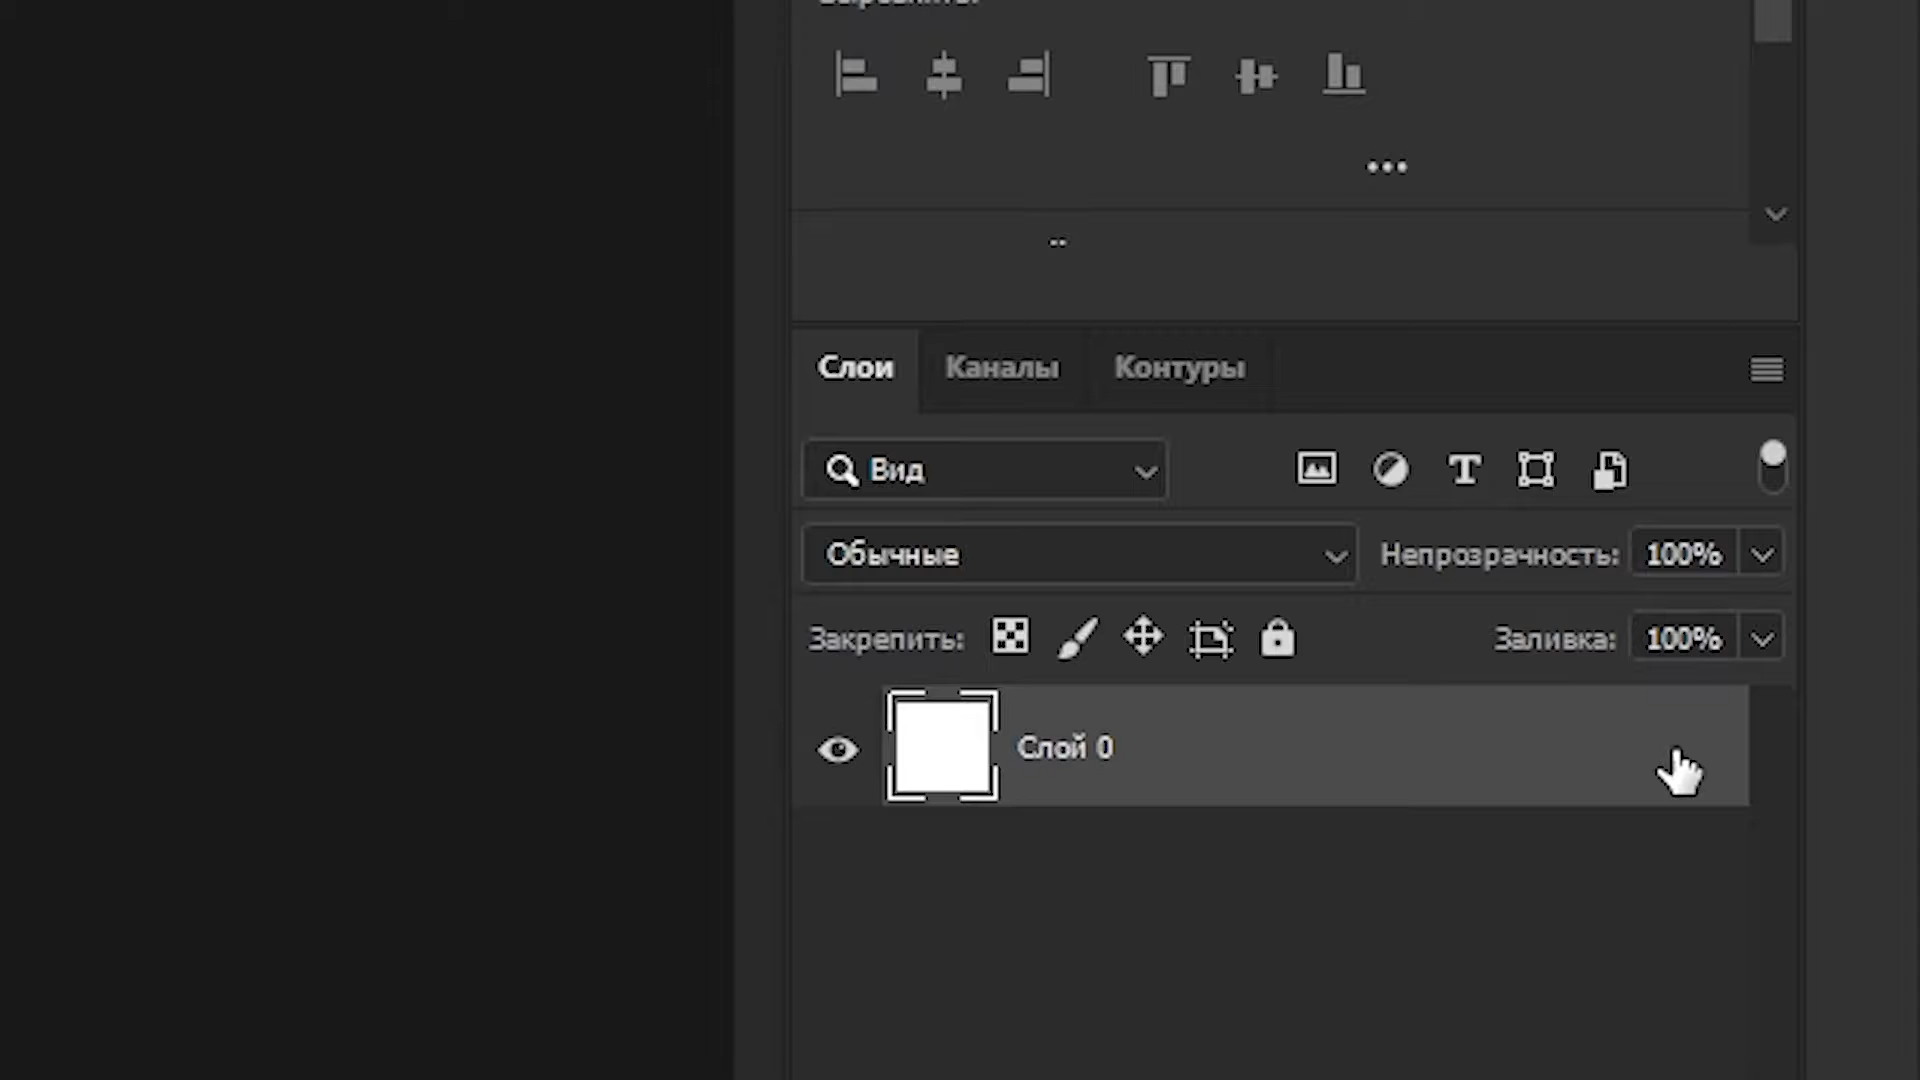 Слои Каналы Контуры
Вид
Обычные Непрозрачность: 100%
Закрепить: Заливка: 100%
Слой 0